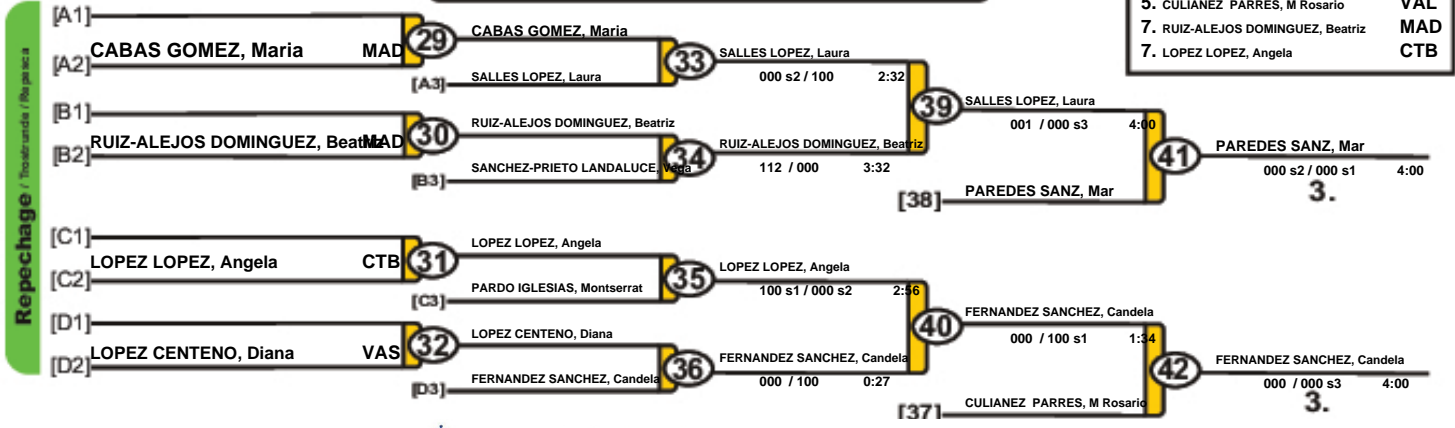 5. CULIANEZ PARRES, M Rosario VAL
7. RUIZ-ALEJOS DOMINGUEZ, Beatriz MAD
7. LOPEZ LOPEZ, Angela CTB
Repechage / Trostrunde / Repesca
[A1]
CABAS GOMEZ, Maria MAD
[A2]
29
CABAS GOMEZ, Maria
[A3] SALLES LOPEZ, Laura
33
SALLES LOPEZ, Laura
000 s2 / 100 2:32
[B1]
RUIZ-ALEJOS DOMINGUEZ, Beatriz MAD
[B2]
30
RUIZ-ALEJOS DOMINGUEZ, Beatriz
[B3] SANCHEZ-PRIETO LANDALUCE, Vega
34
RUIZ-ALEJOS DOMINGUEZ, Beatriz
112 / 000 3:32
39
SALLES LOPEZ, Laura
001 / 000 s3 4:00
[38] PAREDES SANZ, Mar
41
PAREDES SANZ, Mar
000 s2 / 000 s1 4:00
3.
[C1]
LOPEZ LOPEZ, Angela CTB
[C2]
31
LOPEZ LOPEZ, Angela
[C3] PARDO IGLESIAS, Montserrat
35
LOPEZ LOPEZ, Angela
100 s1 / 000 s2 2:56
[D1]
LOPEZ CENTENO, Diana VAS
[D2]
32
LOPEZ CENTENO, Diana
[D3] FERNANDEZ SANCHEZ, Candela
36
FERNANDEZ SANCHEZ, Candela
000 / 100 0:27
40
FERNANDEZ SANCHEZ, Candela
000 / 100 s1 1:34
[37] CULIANEZ PARRES, M Rosario
42
FERNANDEZ SANCHEZ, Candela
000 / 000 s3 4:00
3.